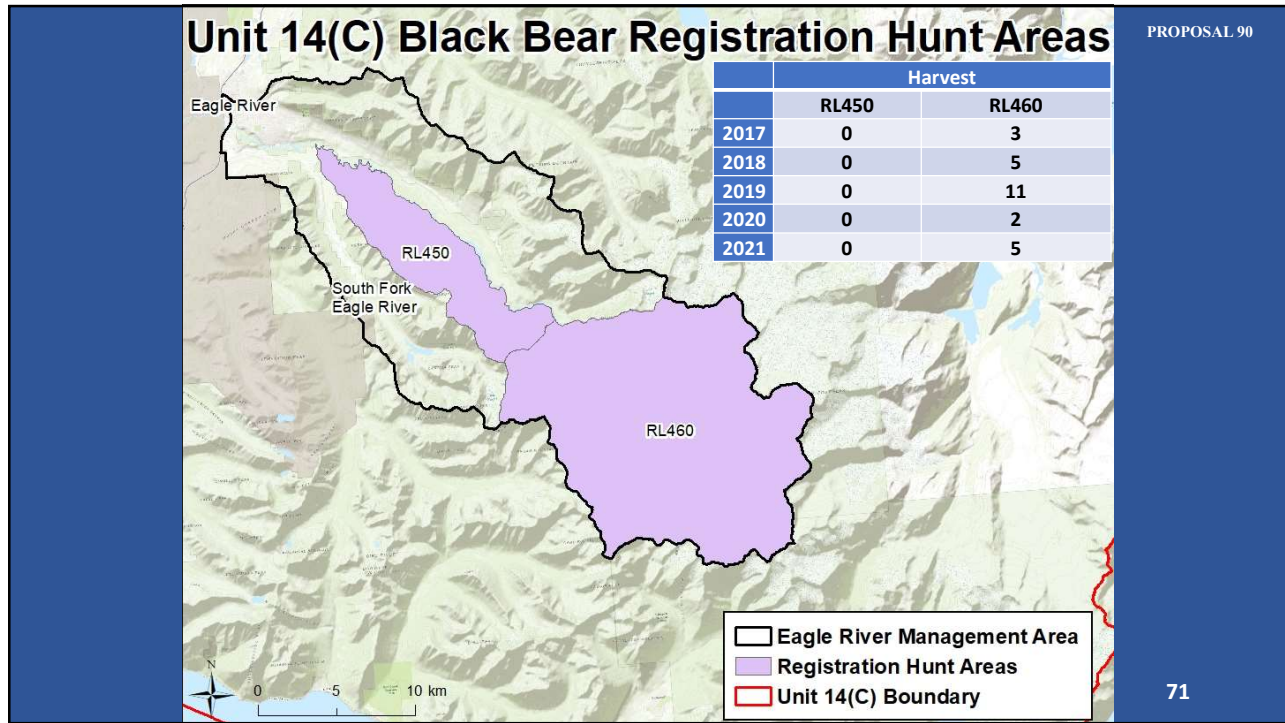 Unit 14(C) Black Bear Registration Hunt Areas
PROPOSAL 90
Harvest
RL450 RL460
2017 0 3
2018 0 5
2019 0 11
2020 0 2
2021 0 5
Eagle River
RL450
South Fork
Eagle River
RL460
N
0 5 10 km
Eagle River Management Area
Registration Hunt Areas
Unit 14(C) Boundary
71